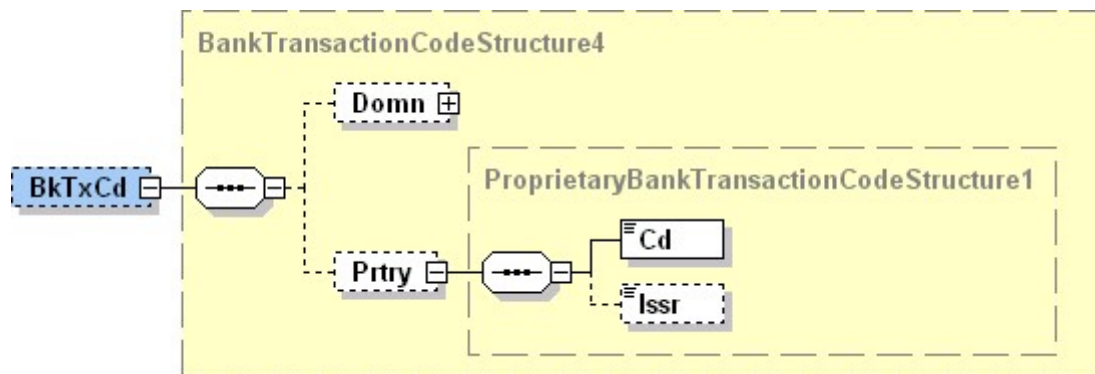 BankTransactionCodeStructure4
Domn
BkTxCd
ProprietaryBankTransactionCodeStructure1
Cd
Prtry
Issr